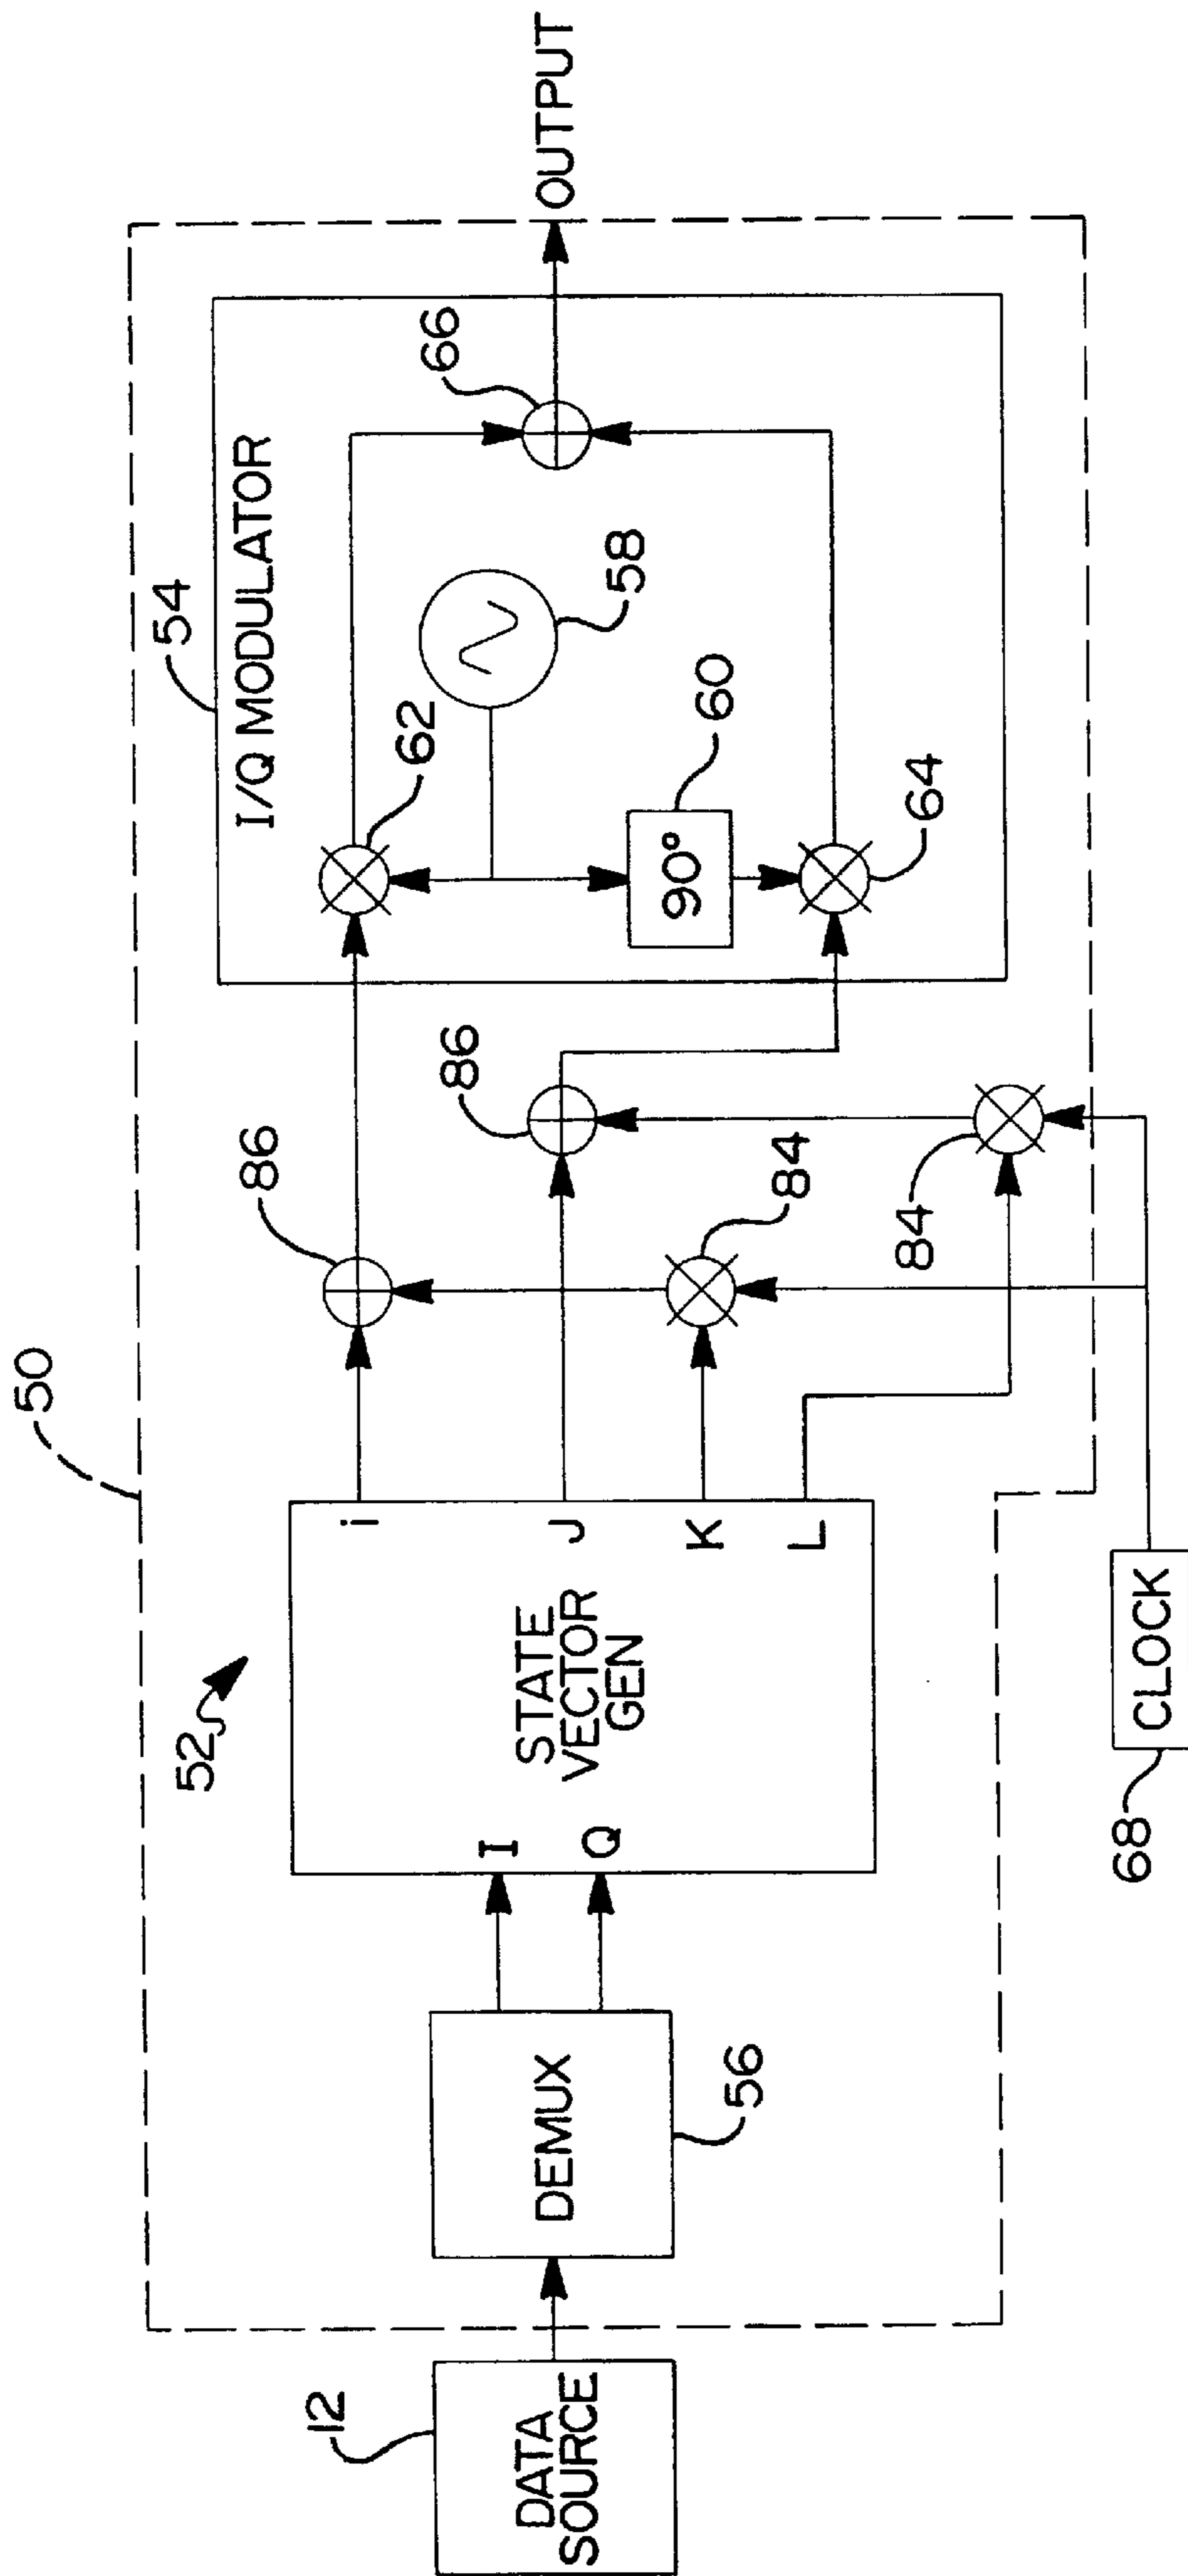 50
54
I/Q MODULATOR
66
OUTPUT
62
58
60
90°
64
86
86
84
84
52
STATE
VECTOR
GEN
I
Q
i
J
K
L
DEMUX
56
12
DATA
SOURCE
CLOCK
68